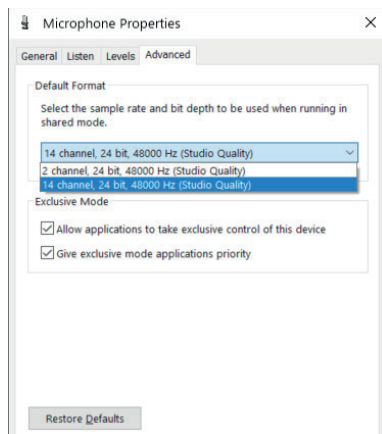 Microphone Properties
General Listen Levels Advanced
Default Format
Select the sample rate and bit depth to be used when running in
shared mode.
14 channel, 24 bit, 48000 Hz (Studio Quality)
2 channel, 24 bit, 48000 Hz (Studio Quality)
14 channel, 24 bit, 48000 Hz (Studio Quality)
Exclusive Mode
Allow applications to take exclusive control of this device
Give exclusive mode applications priority
Restore Defaults